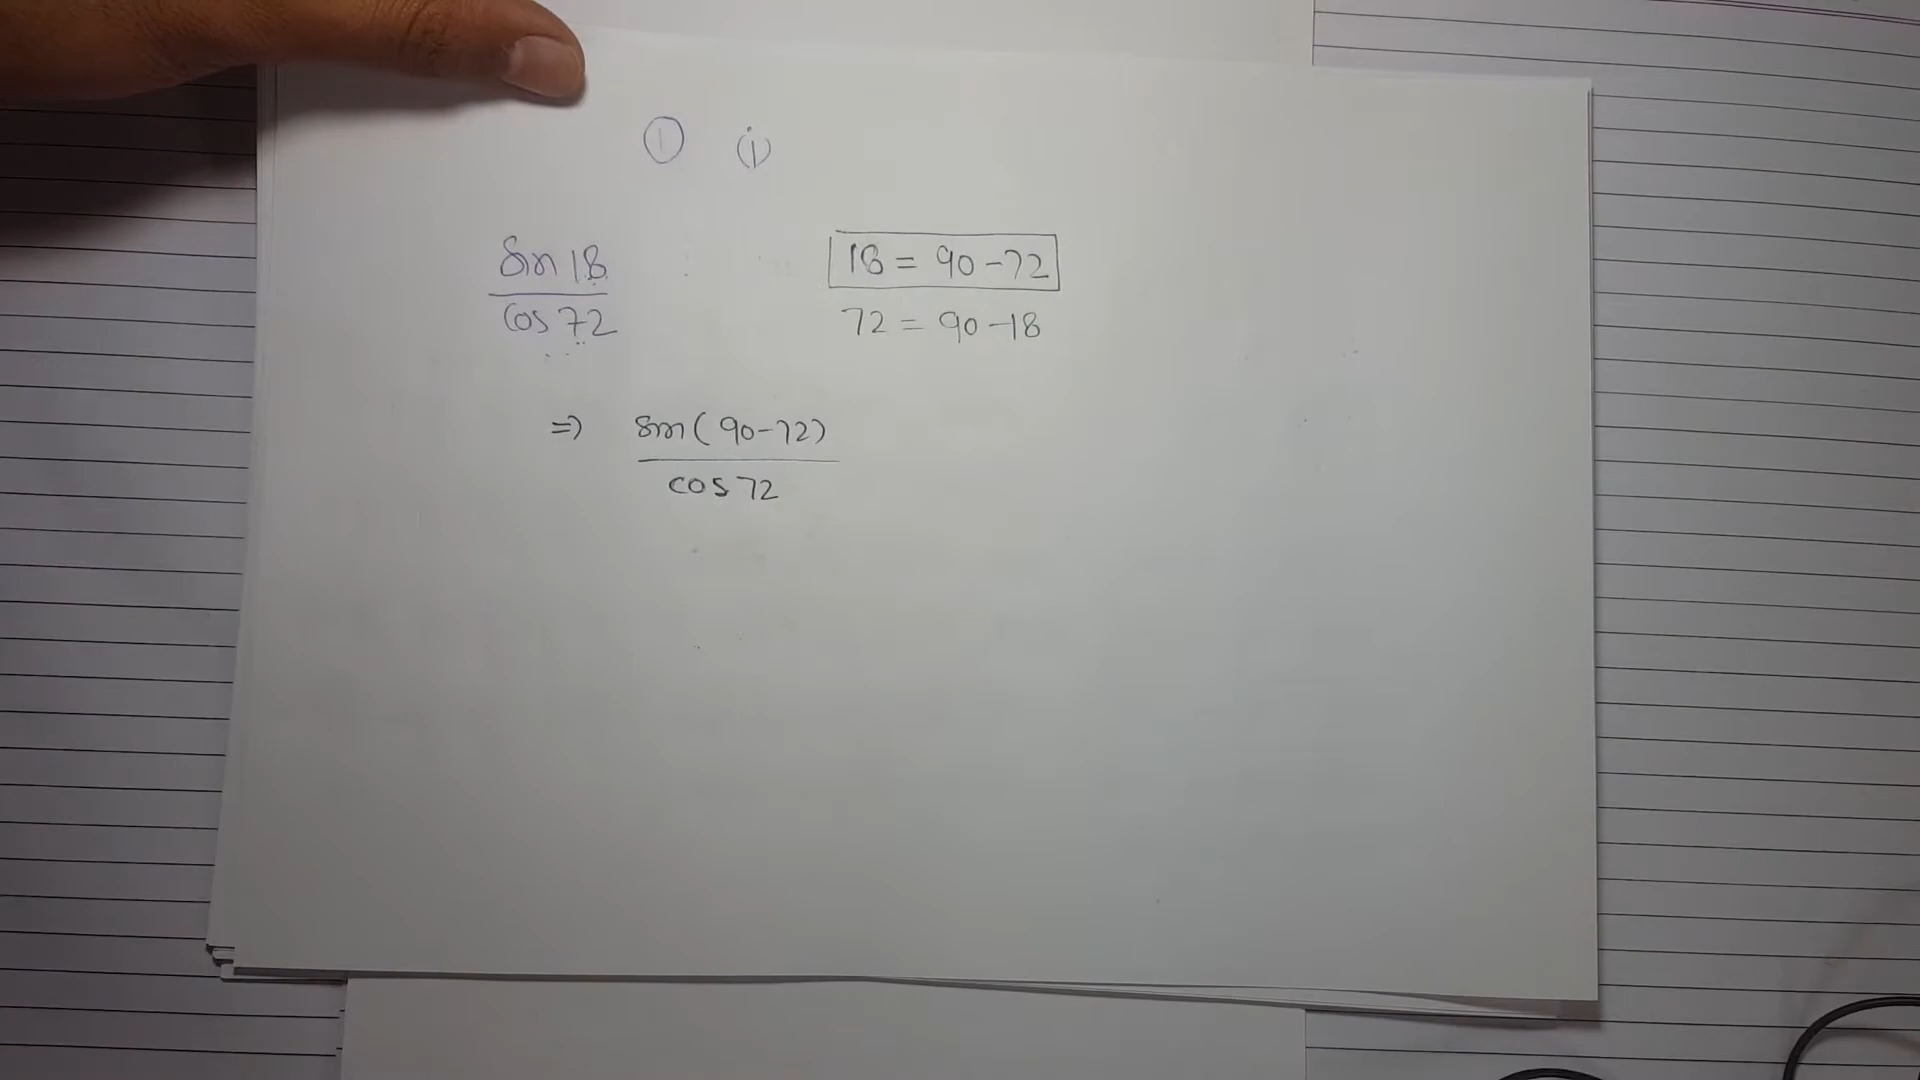 ① (i)
sin 18
cos 72
18 = 90 - 72
72 = 90 - 18
⇒ sin (90 - 72)
cos 72